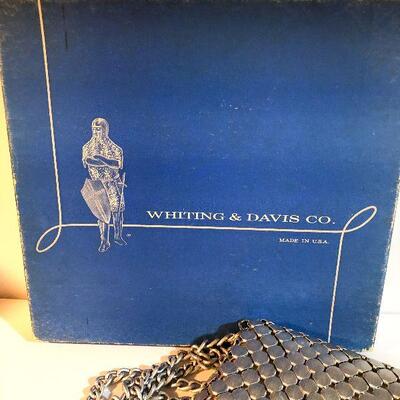 WHITING & DAVIS CO.
MADE IN U.S.A.